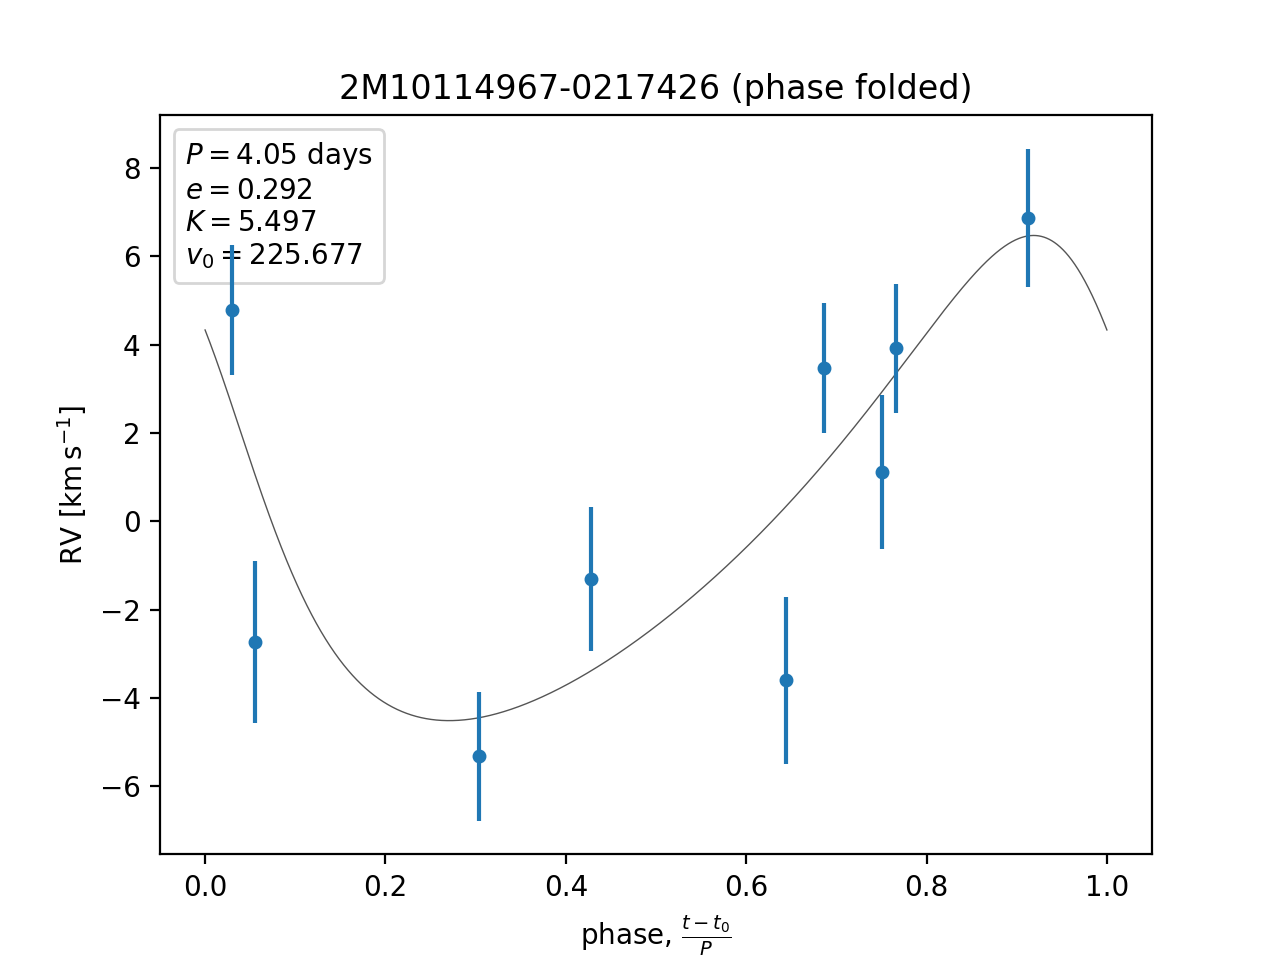 2M10114967-0217426 (phase folded)
P = 4.05 days
e = 0.292
K = 5.497
v₀ = 225.677
RV [km s⁻¹]
8
6
4
2
0
−2
−4
−6
0.0 0.2 0.4 0.6 0.8 1.0
phase, (t − t₀)/P